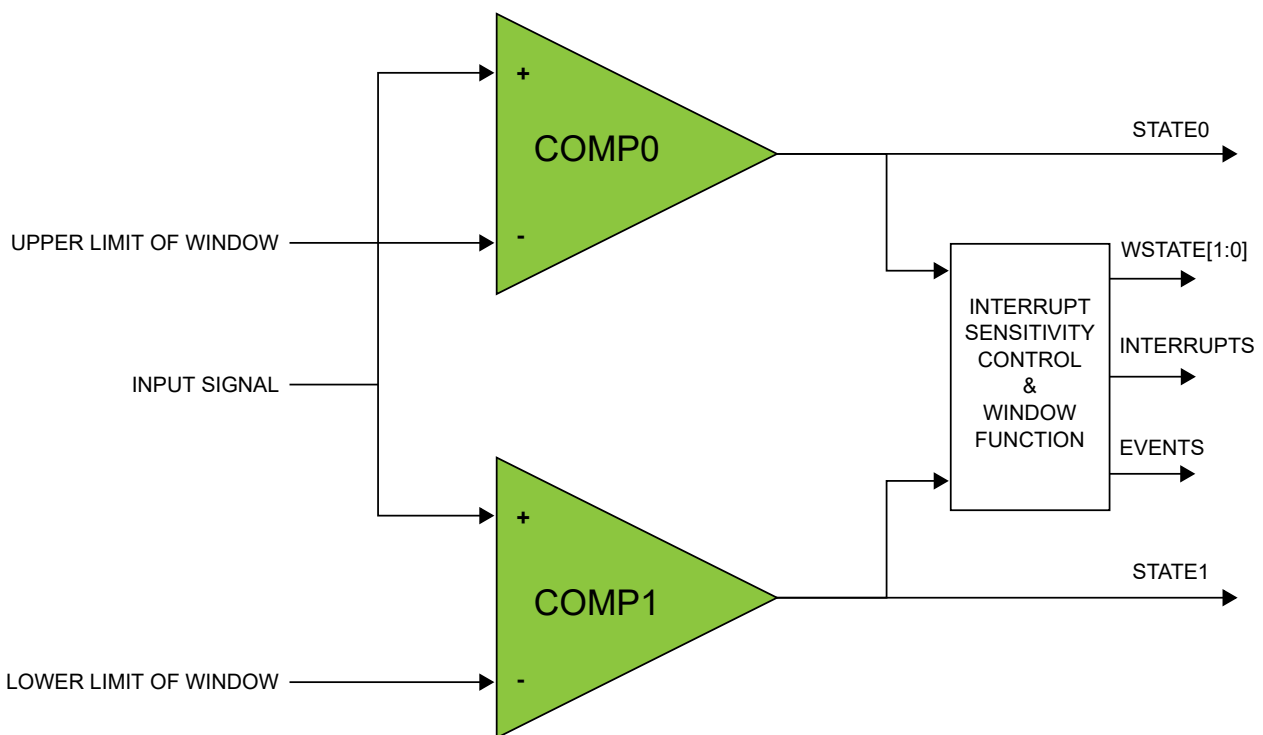 +
COMP0
-
STATE0
UPPER LIMIT OF WINDOW
WSTATE[1:0]
INTERRUPT
SENSITIVITY
CONTROL
&
WINDOW
FUNCTION
INTERRUPTS
INPUT SIGNAL
EVENTS
+
COMP1
-
STATE1
LOWER LIMIT OF WINDOW